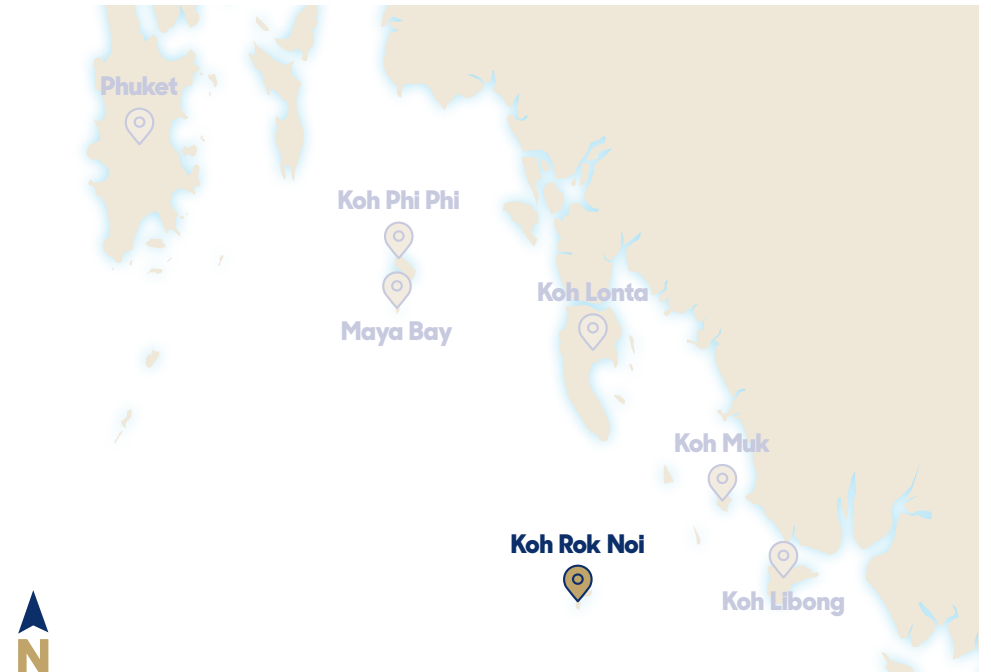 Phuket
Koh Phi Phi
Koh Lonta
Maya Bay
Koh Muk
Koh Rok Noi
Koh Libong
N